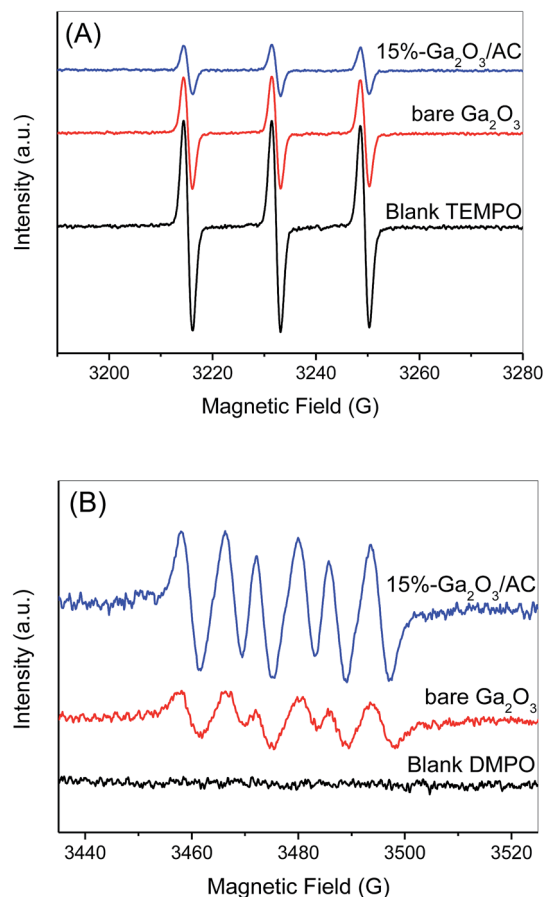 (A)
15%-Ga₂O₃/AC
bare Ga₂O₃
Blank TEMPO
Intensity (a.u.)
3200 3220 3240 3260 3280
Magnetic Field (G)
(B)
15%-Ga₂O₃/AC
bare Ga₂O₃
Blank DMPO
Intensity (a.u.)
3440 3460 3480 3500 3520
Magnetic Field (G)